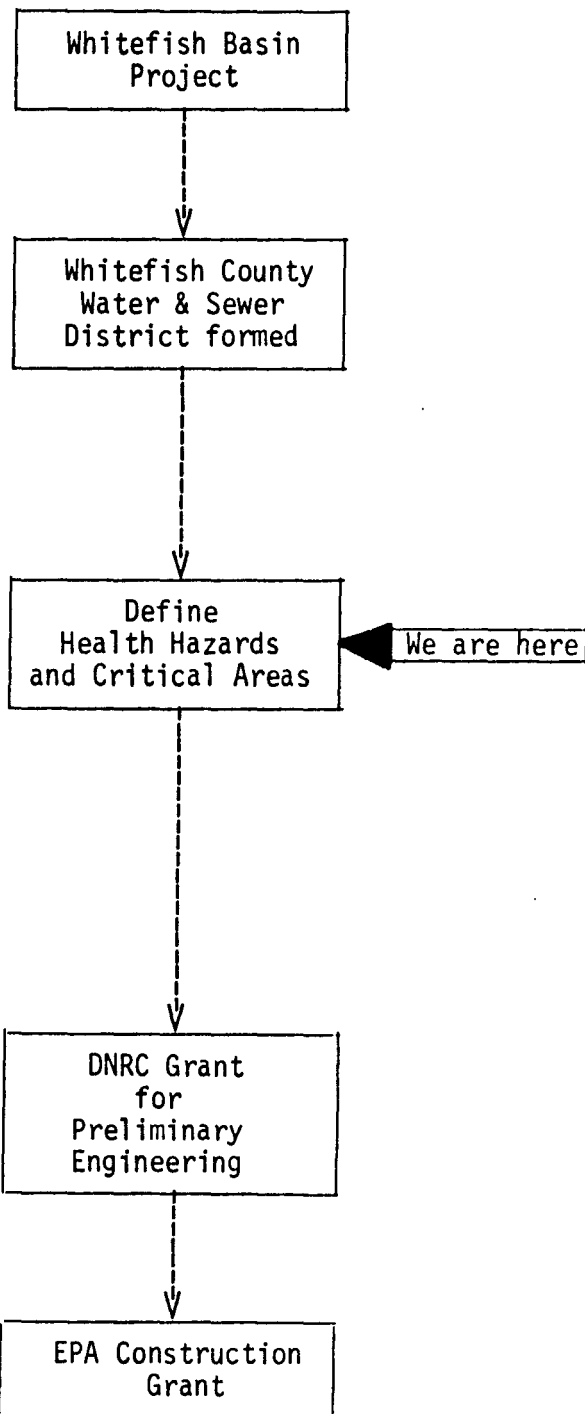 Whitefish Basin
Project
Whitefish County
Water & Sewer
District formed
Define
Health Hazards
and Critical Areas
We are here
DNRC Grant
for
Preliminary
Engineering
EPA Construction
Grant